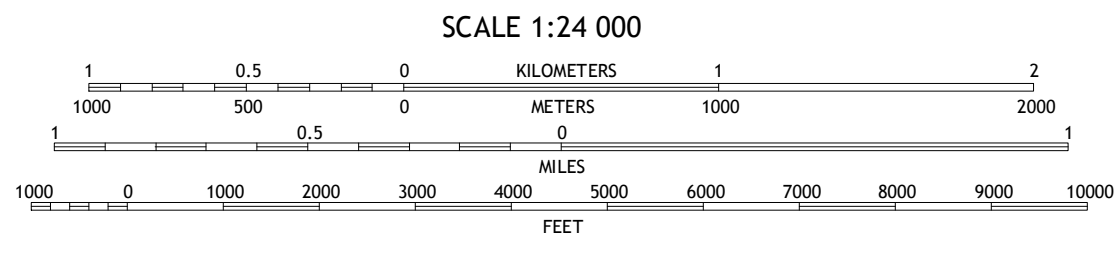 SCALE 1:24 000
1 0.5 0 KILOMETERS 1 2
1000 500 0 METERS 1000 2000
1 0.5 0 1
MILES
1000 0 1000 2000 3000 4000 5000 6000 7000 8000 9000 10000
FEET